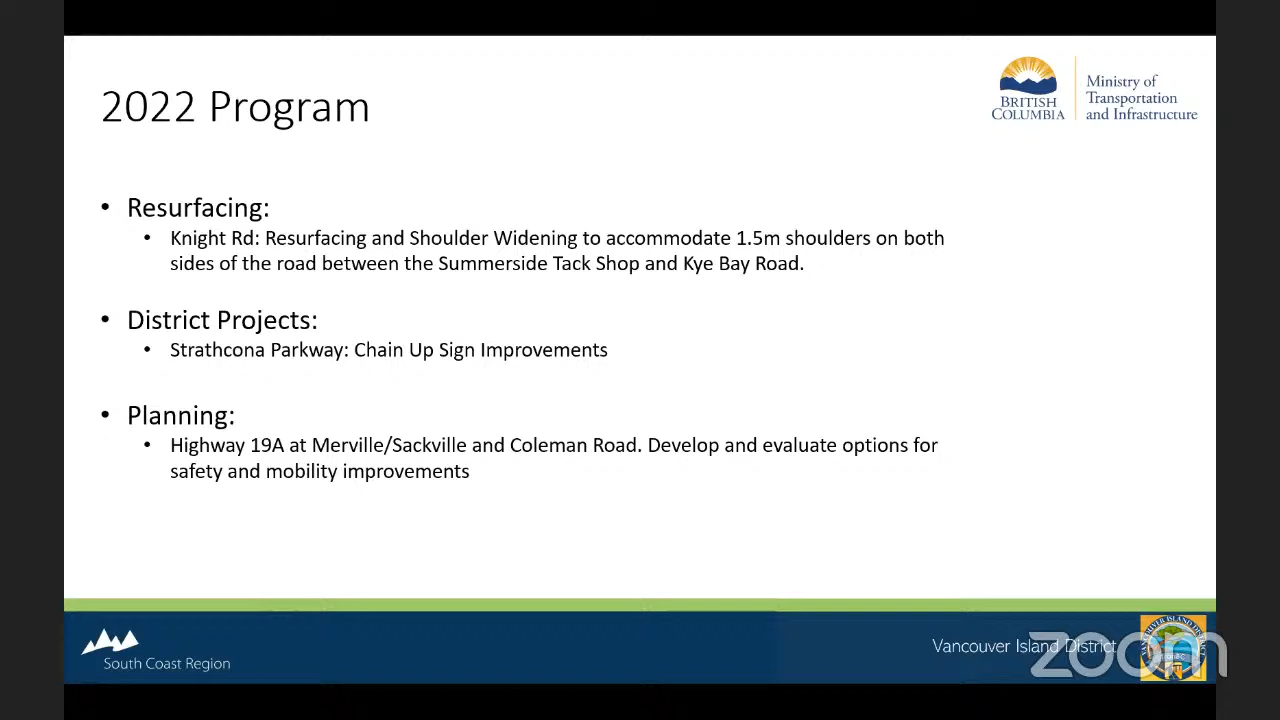 2022 Program
BRITISH
COLUMBIA
Ministry of
Transportation
and Infrastructure
• Resurfacing:
• Knight Rd: Resurfacing and Shoulder Widening to accommodate 1.5m shoulders on both
sides of the road between the Summerside Tack Shop and Kye Bay Road.
• District Projects:
• Strathcona Parkway: Chain Up Sign Improvements
• Planning:
• Highway 19A at Merville/Sackville and Coleman Road. Develop and evaluate options for
safety and mobility improvements
South Coast Region
Vancouver Island District
VANCOUVER ISLAND DISTRICT
zoom